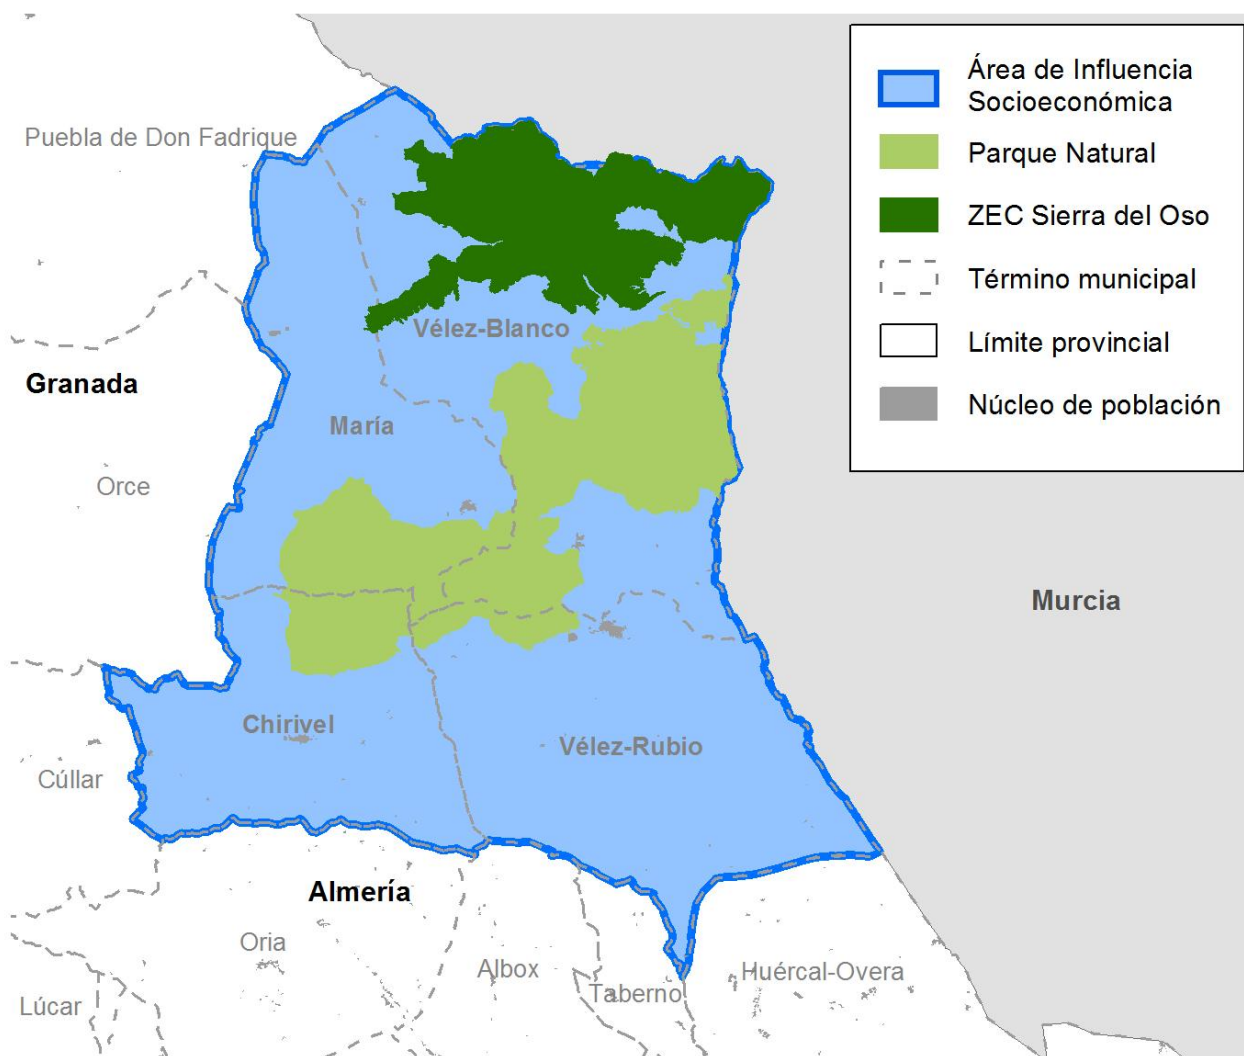 Área de Influencia
Socioeconómica
Parque Natural
ZEC Sierra del Oso
Término municipal
Límite provincial
Núcleo de población
Puebla de Don Fadrique
Vélez-Blanco
Granada
María
Orce
Murcia
Chirivel
Vélez-Rubio
Cúllar
Almería
Oria
Albox
Huércal-Overa
Taberno
Lúcar